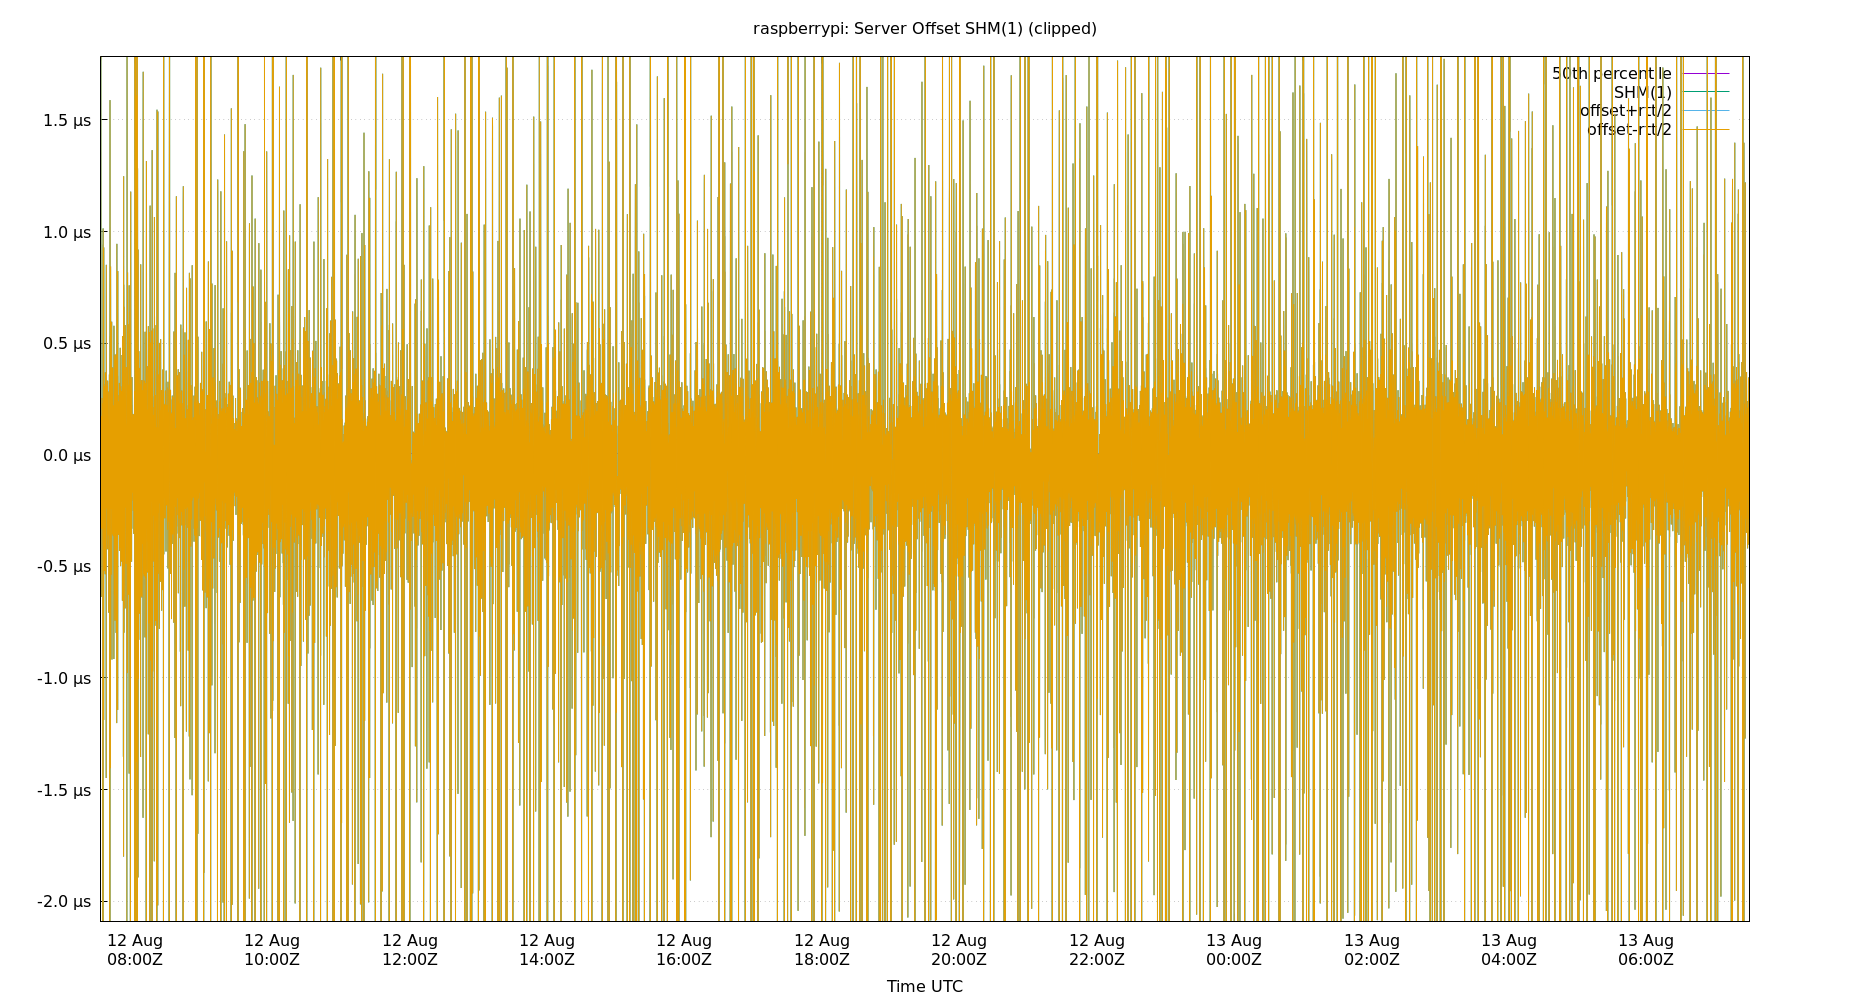 raspberrypi: Server Offset SHM(1) (clipped)
50th percentile
SHM(1)
offset+rtt/2
offset-rtt/2
1.5 µs
1.0 µs
0.5 µs
0.0 µs
-0.5 µs
-1.0 µs
-1.5 µs
-2.0 µs
12 Aug 12 Aug 12 Aug 12 Aug 12 Aug 12 Aug 12 Aug 12 Aug 13 Aug 13 Aug 13 Aug 13 Aug
08:00Z 10:00Z 12:00Z 14:00Z 16:00Z 18:00Z 20:00Z 22:00Z 00:00Z 02:00Z 04:00Z 06:00Z
Time UTC